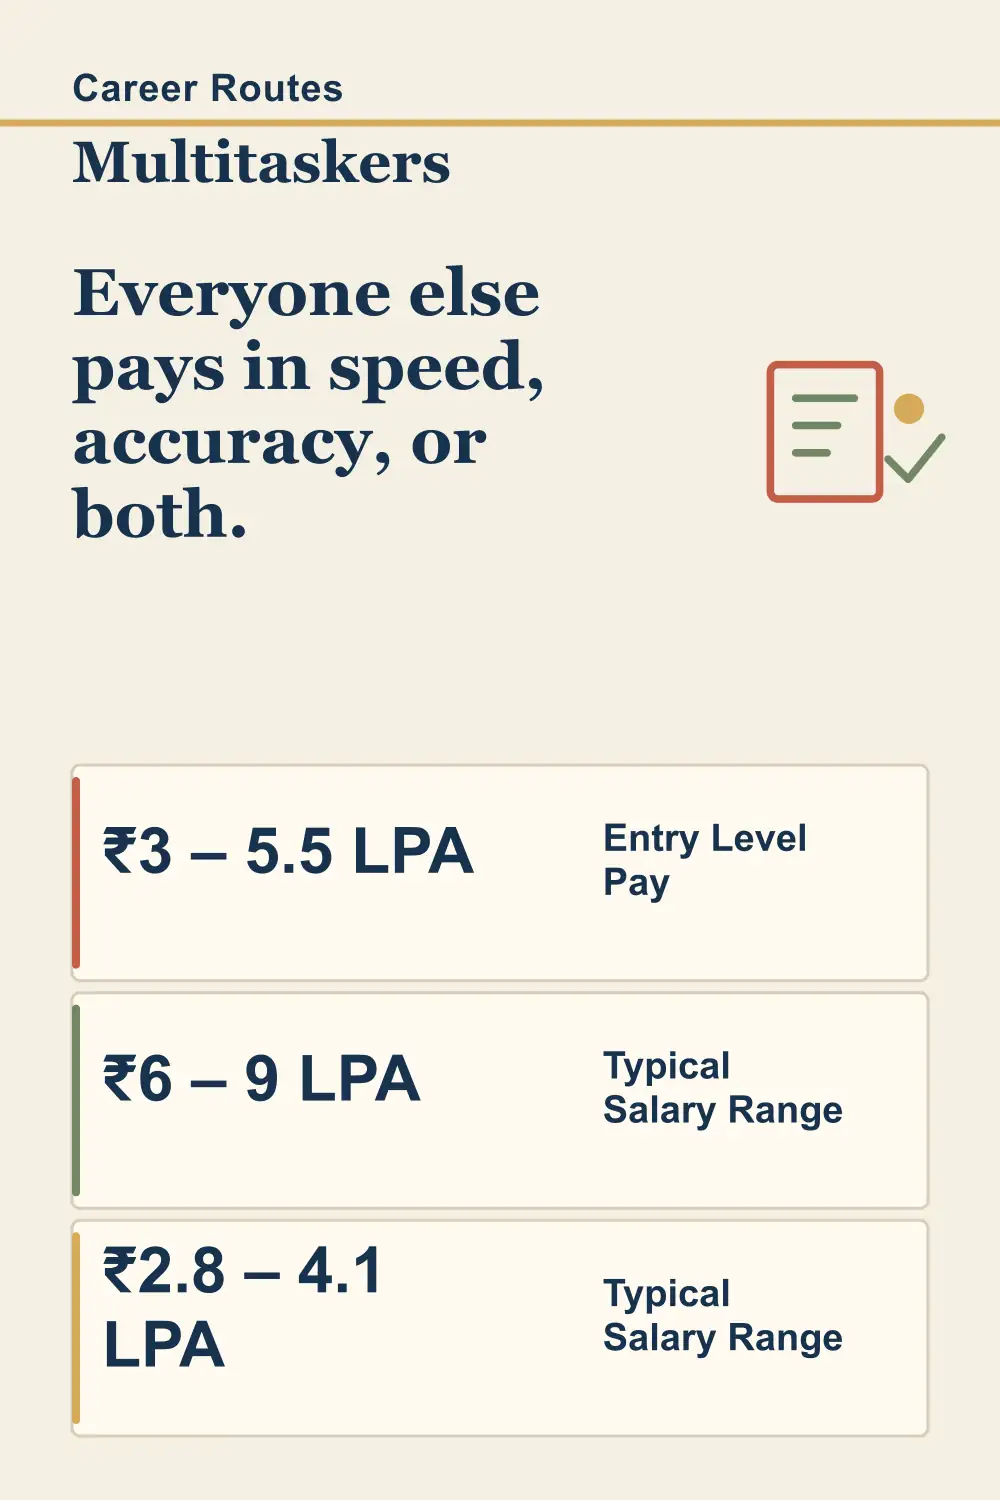 Career Routes
Multitaskers
Everyone else
pays in speed,
accuracy, or
both.
₹3 – 5.5 LPA
Entry Level
Pay
₹6 – 9 LPA
Typical
Salary Range
₹2.8 – 4.1
LPA
Typical
Salary Range